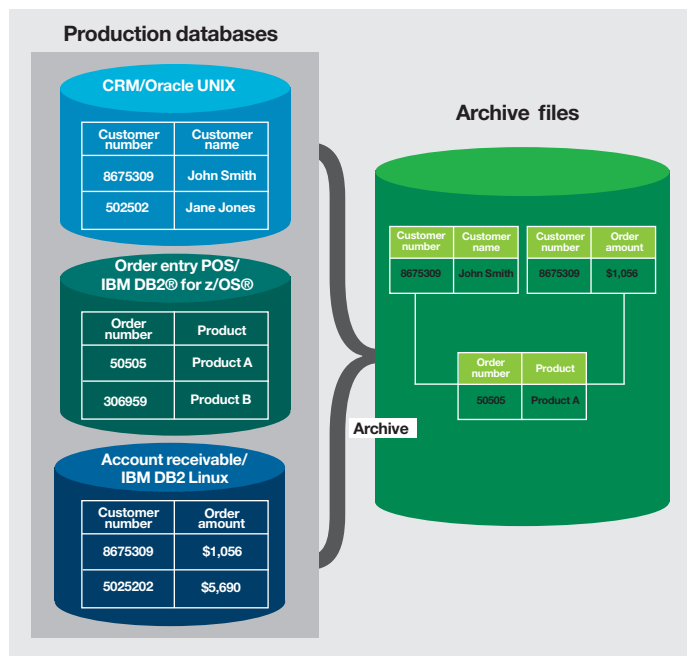 Production databases
CRM/Oracle UNIX
Customer number Customer name
8675309 John Smith
502502 Jane Jones
Order entry POS/
IBM DB2® for z/OS®
Order number Product
50505 Product A
306959 Product B
Account receivable/
IBM DB2 Linux
Customer number Order amount
8675309 $1,056
5025202 $5,690
Archive
Archive files
Customer number Customer name Customer number Order amount
8675309 John Smith 8675309 $1,056
Order number Product
50505 Product A